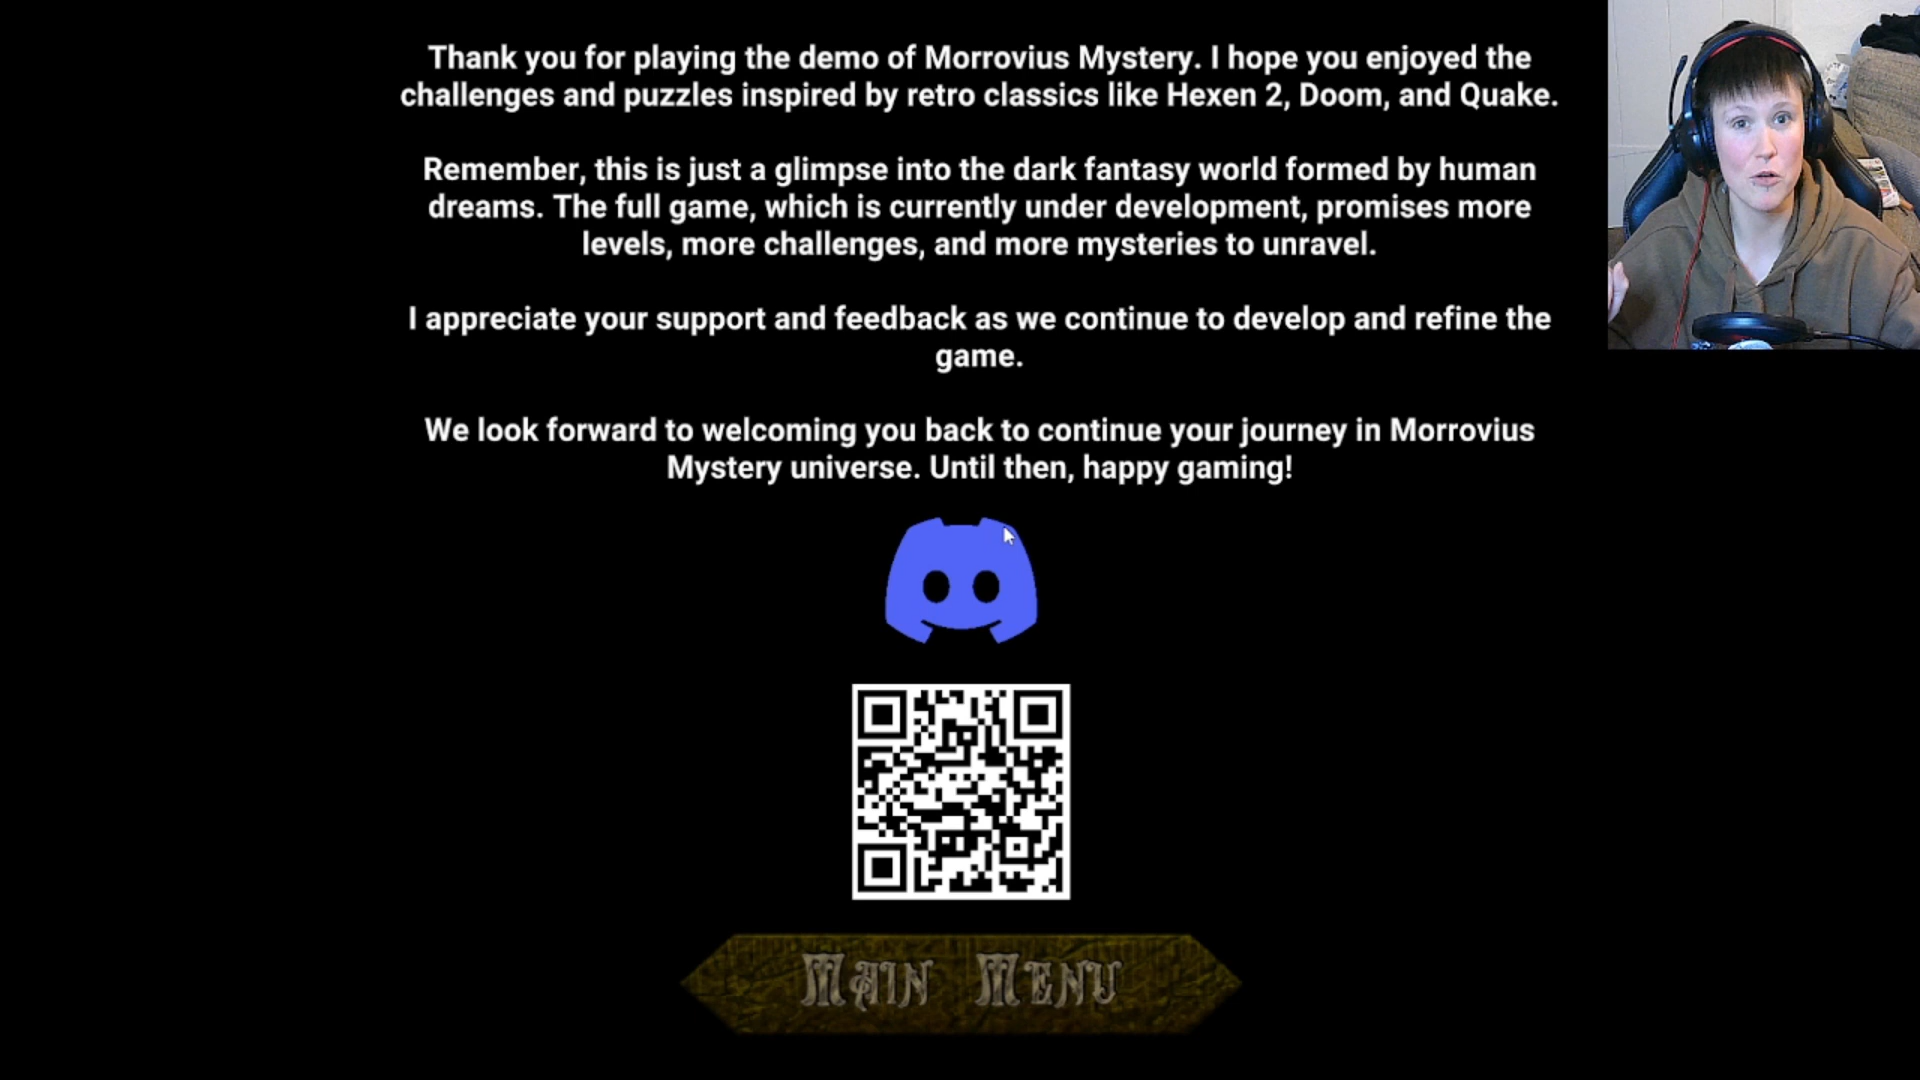 Thank you for playing the demo of Morrovius Mystery. I hope you enjoyed the
challenges and puzzles inspired by retro classics like Hexen 2, Doom, and Quake.
Remember, this is just a glimpse into the dark fantasy world formed by human
dreams. The full game, which is currently under development, promises more
levels, more challenges, and more mysteries to unravel.
I appreciate your support and feedback as we continue to develop and refine the
game.
We look forward to welcoming you back to continue your journey in Morrovius
Mystery universe. Until then, happy gaming!
Main Menu